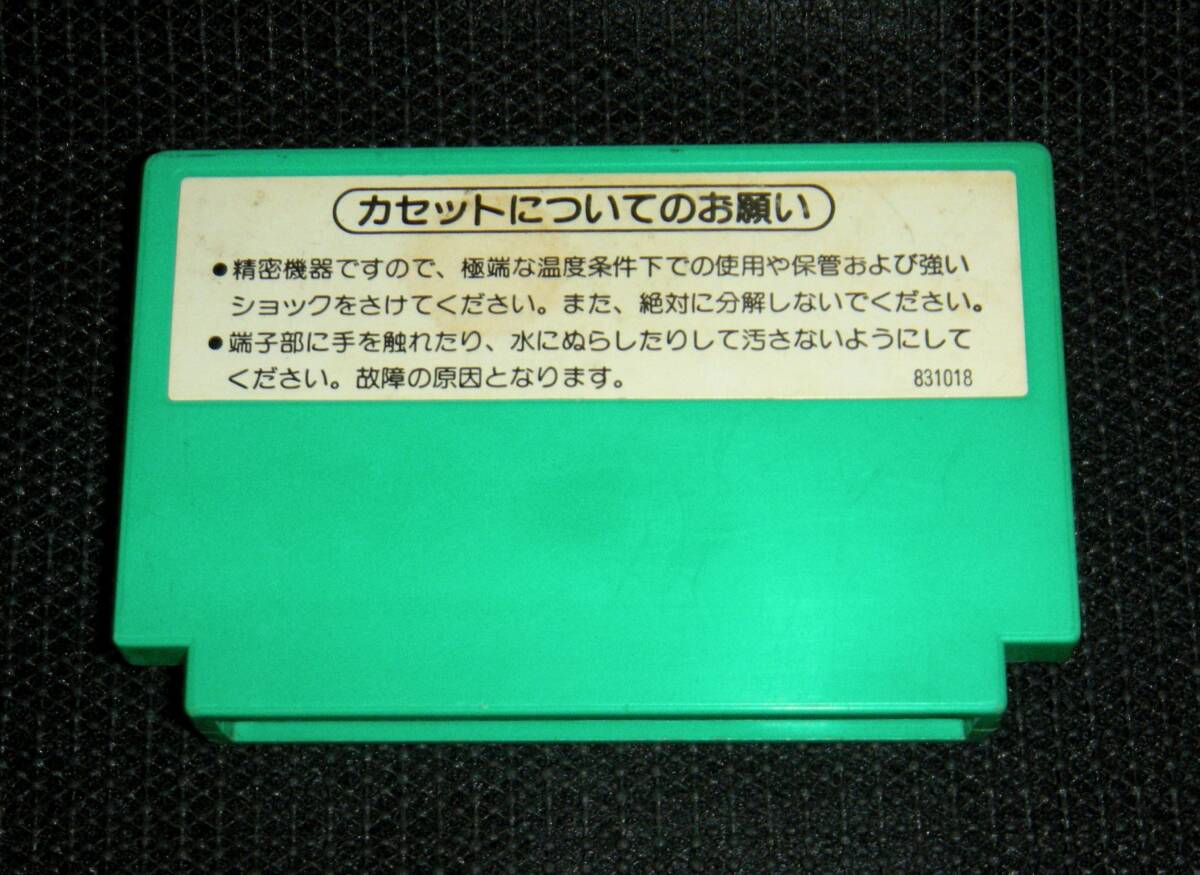 カセットについてのお願い
●精密機器ですので、極端な温度条件下での使用や保管および強い
ショックをさけてください。また、絶対に分解しないでください。
●端子部に手を触れたり、水にぬらしたりして汚さないようにして
ください。故障の原因となります。
831018